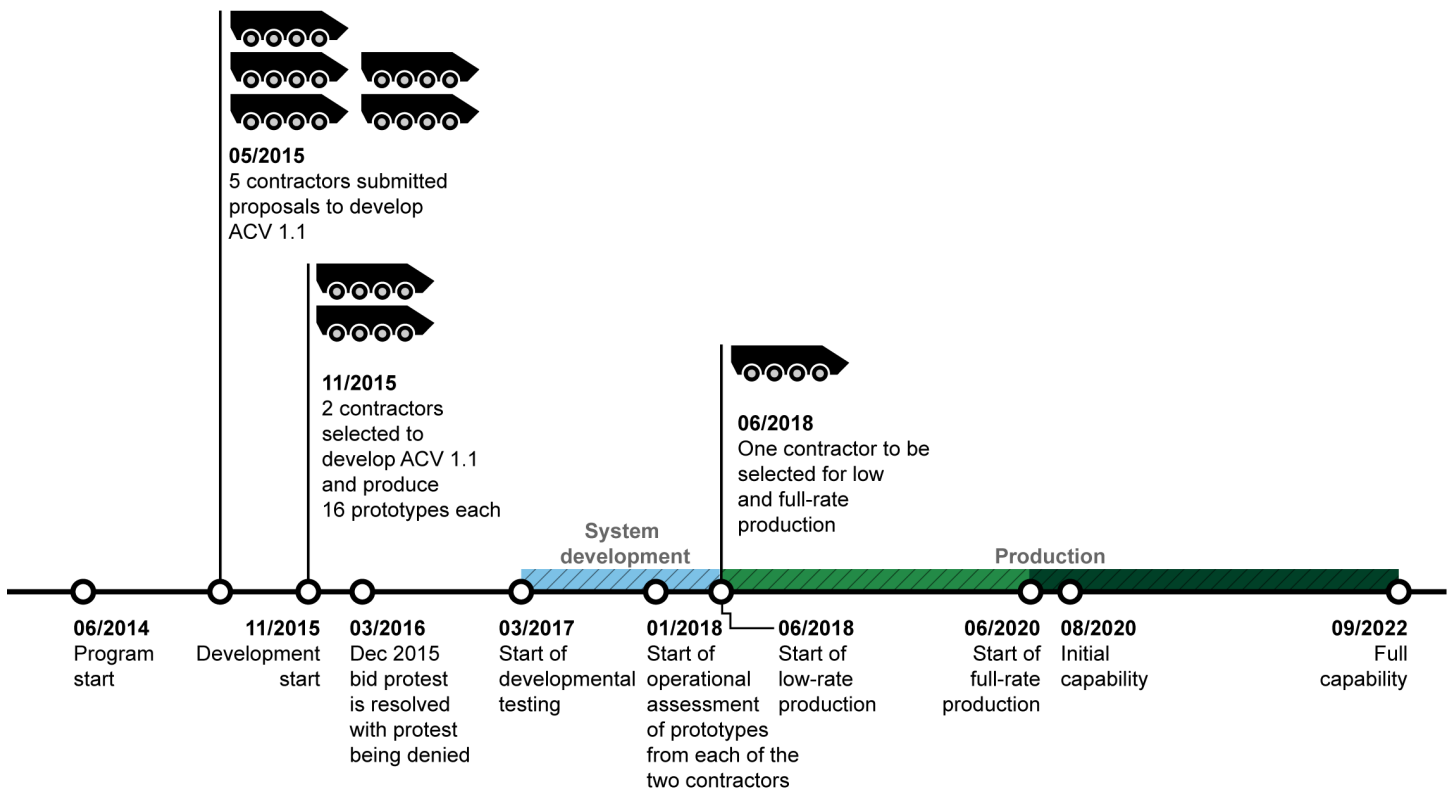 05/2015
5 contractors submitted
proposals to develop
ACV 1.1
11/2015
2 contractors
selected to
develop ACV 1.1
and produce
16 prototypes each
06/2018
One contractor to be
selected for low
and full-rate
production
System
development
Production
06/2014
Program
start
11/2015
Development
start
03/2016
Dec 2015
bid protest
is resolved
with protest
being denied
03/2017
Start of
developmental
testing
01/2018
Start of
operational
assessment
of prototypes
from each of the
two contractors
06/2018
Start of
low-rate
production
06/2020
Start of
full-rate
production
08/2020
Initial
capability
09/2022
Full
capability